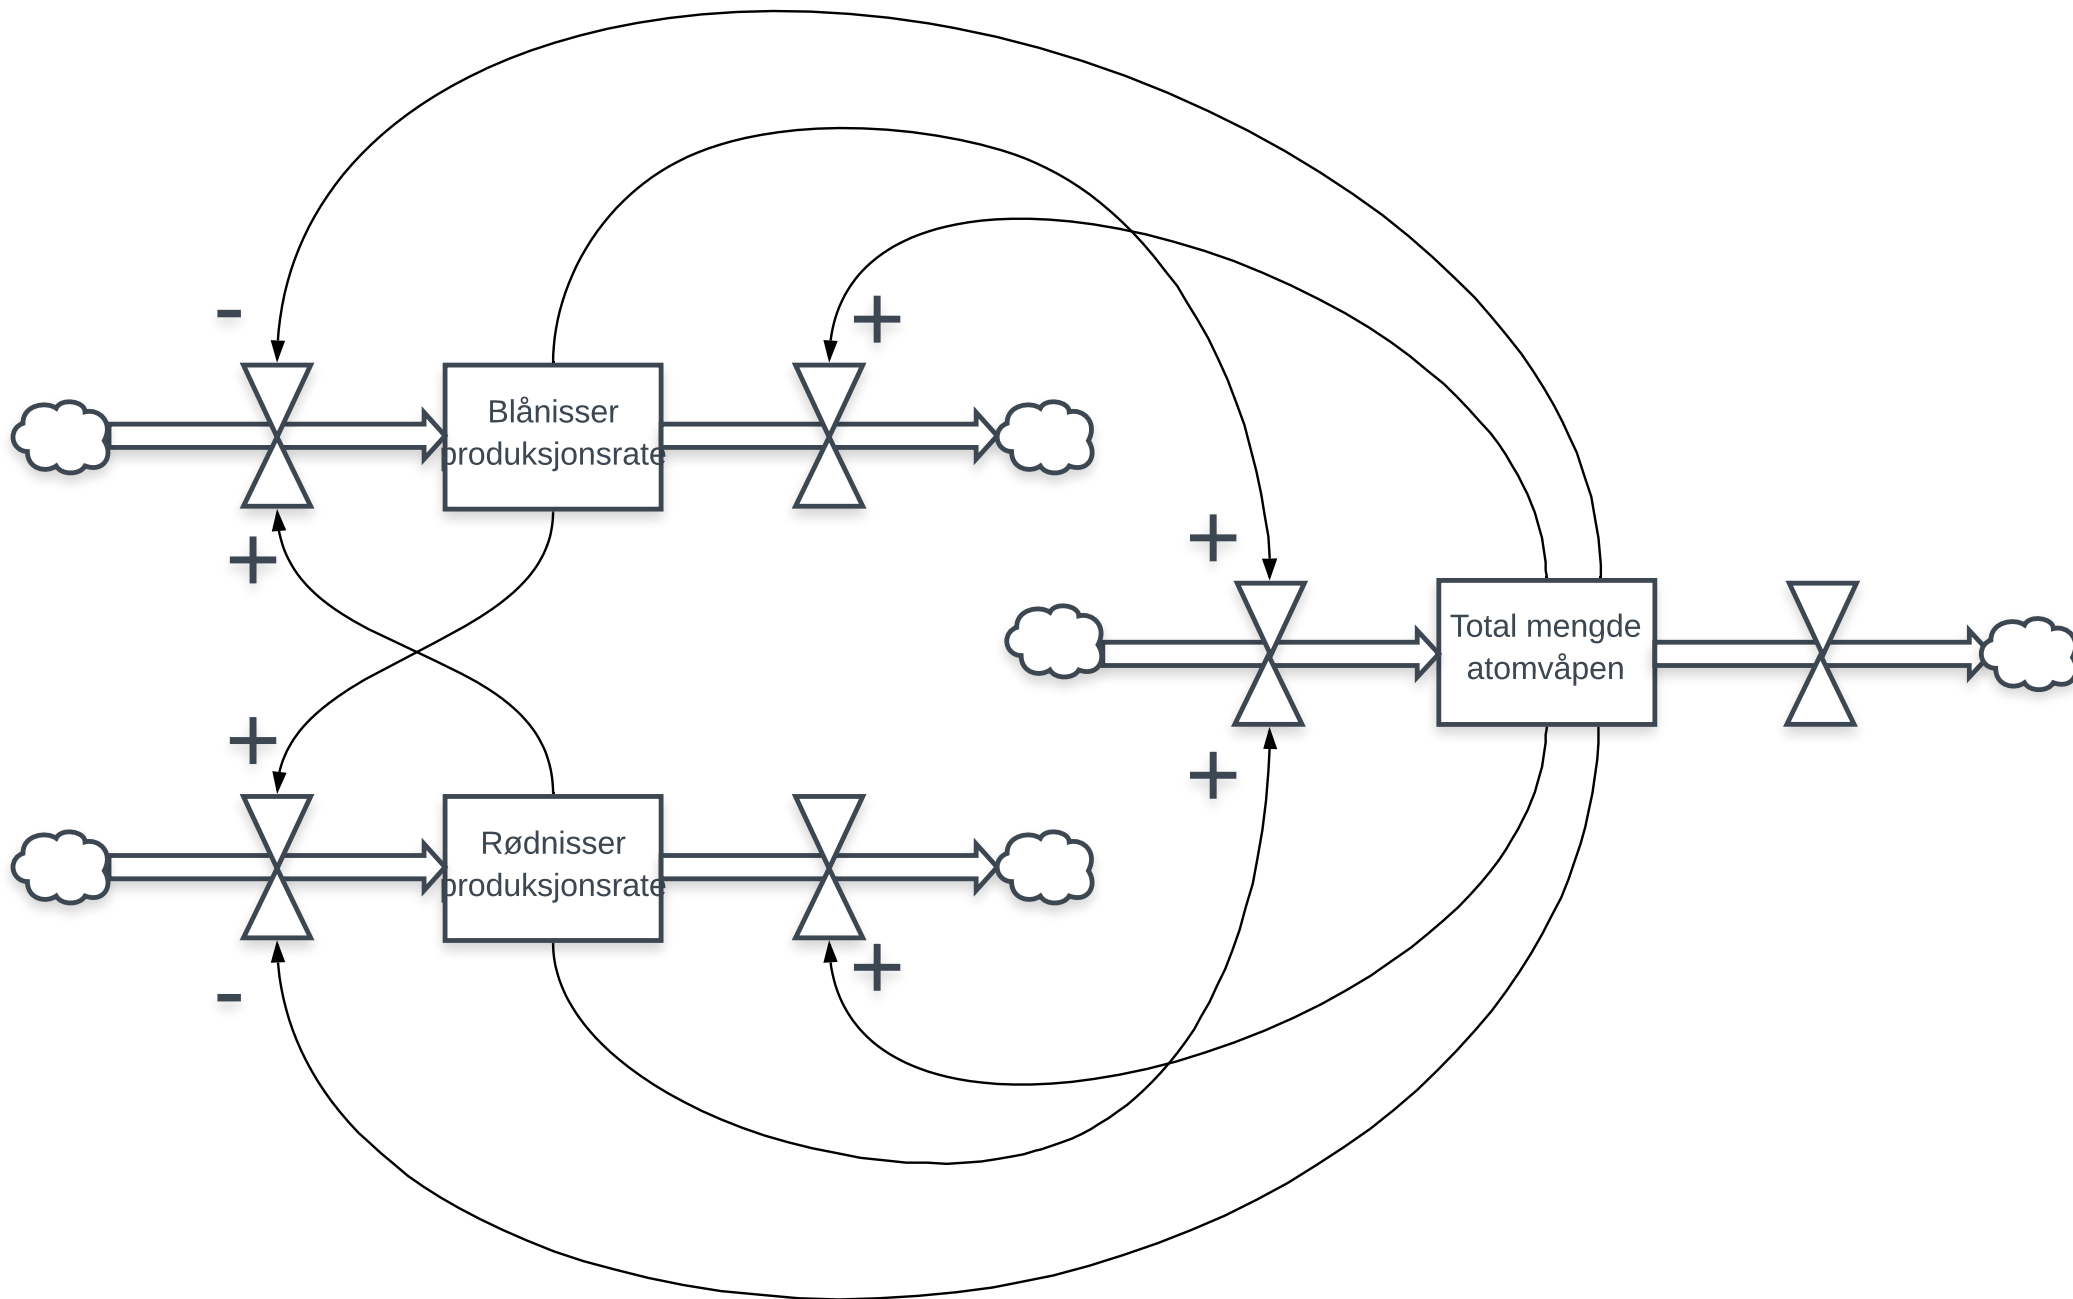 -
+
Blånisser
produksjonsrate
+
+
+
Total mengde
atomvåpen
+
+
Rødnisser
produksjonsrate
+
-